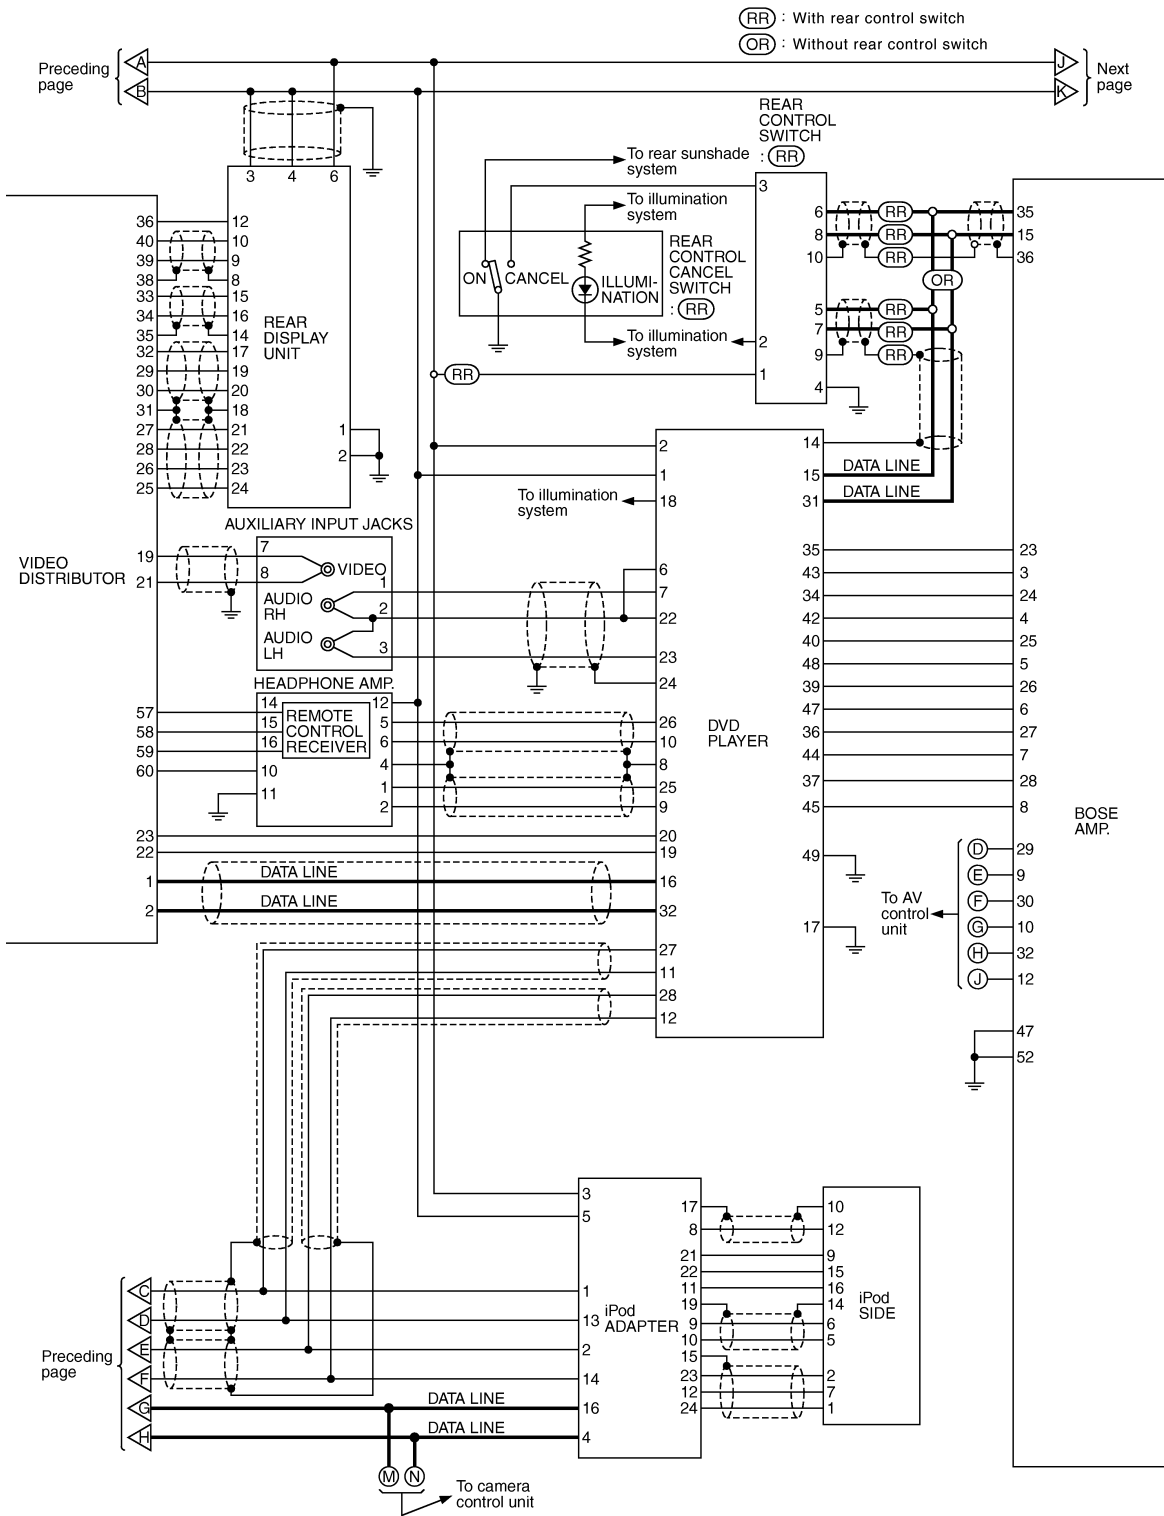 RR : With rear control switch
OR : Without rear control switch
Preceding page
A
B
J
K
Next page
REAR CONTROL SWITCH : RR
To rear sunshade system
To illumination system
3 4 6
3
6 RR 35
8 RR 15
10 RR 36
OR
5 RR
7 RR
9 RR
2
1
4
REAR CONTROL CANCEL SWITCH : RR
ON CANCEL
ILLUMI-NATION
To illumination system
RR
36 12
40 10
39 9
38 8
33 15
34 16
35 14
32 17
29 19
30 20
31 18
27 21
28 22
26 23
25 24
REAR DISPLAY UNIT
1
2
2
1
To illumination system
18
14
15 DATA LINE
31 DATA LINE
AUXILIARY INPUT JACKS
VIDEO DISTRIBUTOR
19 7
21 8
VIDEO
AUDIO RH
AUDIO LH
1
2
3
6
7
22
23
24
HEADPHONE AMP.
REMOTE CONTROL RECEIVER
57 14
58 15
59 16
60 10
11
12
5 26
6 10
4 8
1 25
2 9
DVD PLAYER
35 23
43 3
34 24
42 4
40 25
48 5
39 26
47 6
36 27
44 7
37 28
45 8
BOSE AMP.
23 20
22 19
1 DATA LINE 16
2 DATA LINE 32
27
11
28
12
49
17
To AV control unit
D 29
E 9
F 30
G 10
H 32
J 12
47
52
3
5
iPod ADAPTER
iPod SIDE
17 10
8 12
21 9
22 15
11 16
19 14
9 6
10 5
15
23 2
12 7
24 1
Preceding page
C 1
D 13
E 2
F 14
G DATA LINE 16
H DATA LINE 4
M N
To camera control unit